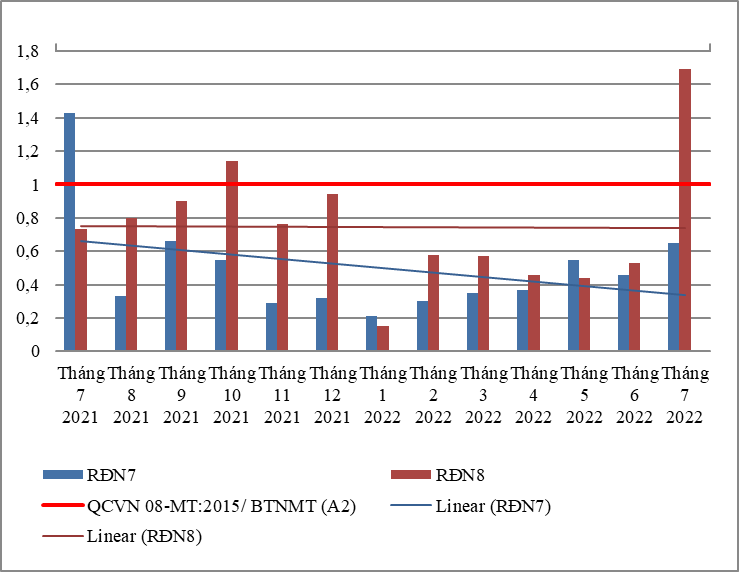 1,8
1,6
1,4
1,2
1
0,8
0,6
0,4
0,2
0
Tháng Tháng Tháng Tháng Tháng Tháng Tháng Tháng Tháng Tháng Tháng Tháng Tháng
7 8 9 10 11 12 1 2 3 4 5 6 7
2021 2021 2021 2021 2021 2021 2022 2022 2022 2022 2022 2022 2022
RĐN7 RĐN8
QCVN 08-MT:2015/ BTNMT (A2) Linear (RĐN7)
Linear (RĐN8)